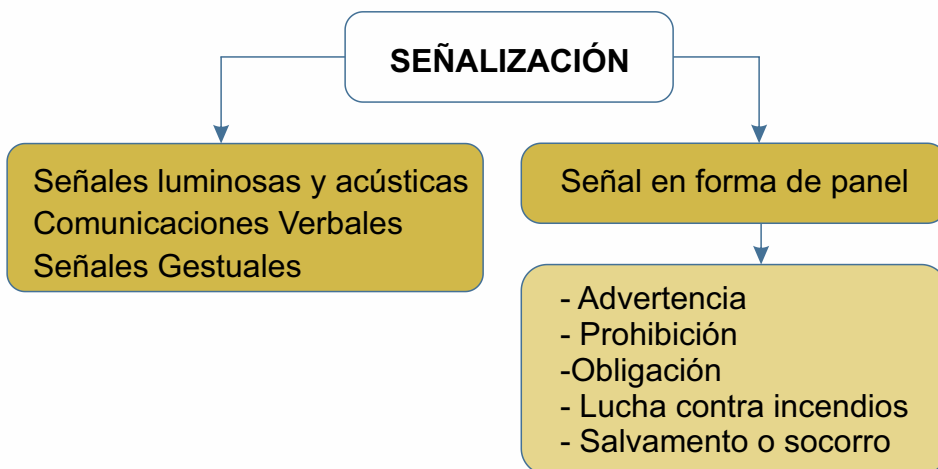 SEÑALIZACIÓN
Señales luminosas y acústicas
Comunicaciones Verbales
Señales Gestuales
Señal en forma de panel
- Advertencia
- Prohibición
-Obligación
- Lucha contra incendios
- Salvamento o socorro